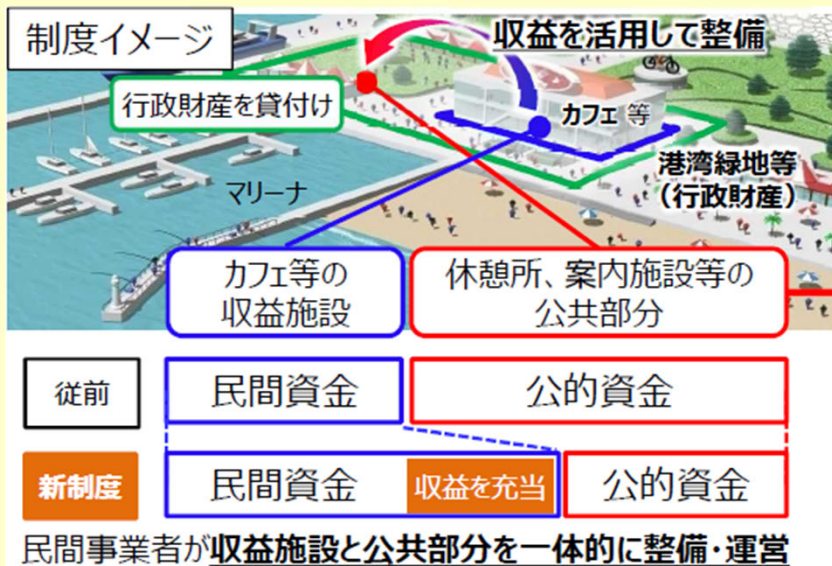 制度イメージ
収益を活用して整備
行政財産を貸付け
カフェ 等
港湾緑地等
(行政財産)
マリーナ
カフェ等の
収益施設
休憩所、案内施設等の
公共部分
従前
民間資金
公的資金
新制度
民間資金
収益を充当
公的資金
民間事業者が収益施設と公共部分を一体的に整備・運営